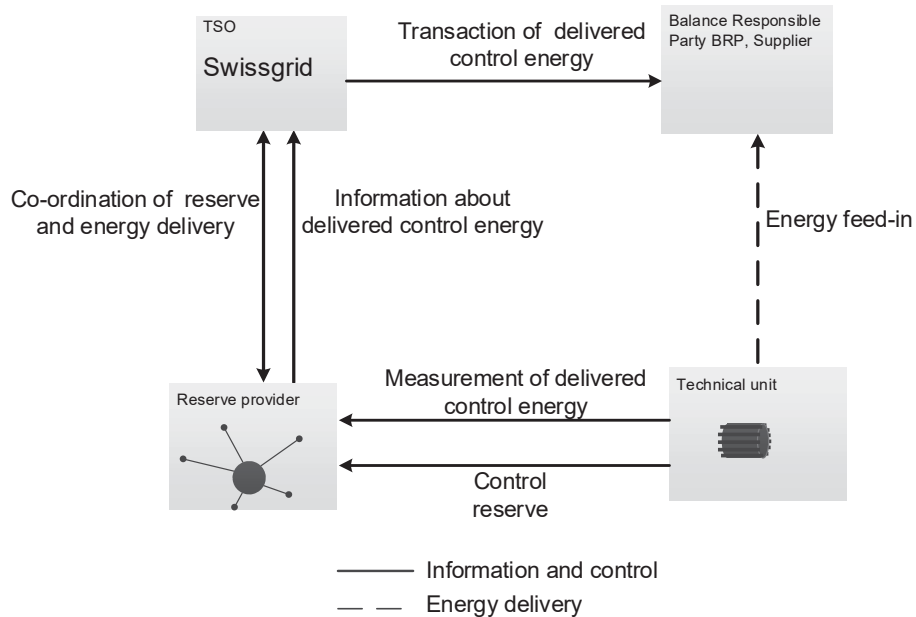 TSO
Swissgrid
Transaction of delivered
control energy
Balance Responsible
Party BRP, Supplier
Co-ordination of reserve
and energy delivery
Information about
delivered control energy
Energy feed-in
Reserve provider
Measurement of delivered
control energy
Control
reserve
Technical unit
Information and control
Energy delivery